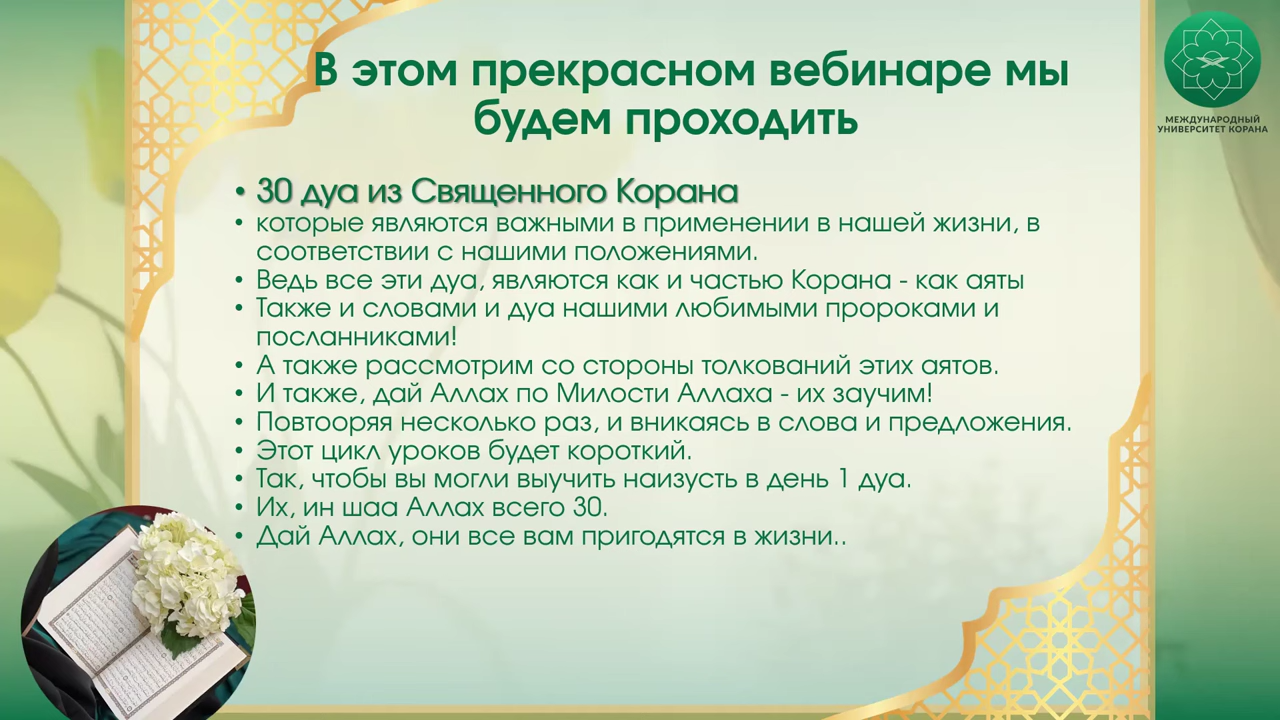 В этом прекрасном вебинаре мы
будем проходить
МЕЖДУНАРОДНЫЙ
УНИВЕРСИТЕТ КОРАНА
• 30 дуа из Священного Корана
• которые являются важными в применении в нашей жизни, в
соответствии с нашими положениями.
• Ведь все эти дуа, являются как и частью Корана - как аяты
• Также и словами и дуа нашими любимыми пророками и
посланниками!
• А также рассмотрим со стороны толкований этих аятов.
• И также, дай Аллах по Милости Аллаха - их заучим!
• Повтооряя несколько раз, и вникаясь в слова и предложения.
• Этот цикл уроков будет короткий.
• Так, чтобы вы могли выучить наизусть в день 1 дуа.
• Их, ин шаа Аллах всего 30.
• Дай Аллах, они все вам пригодятся в жизни..